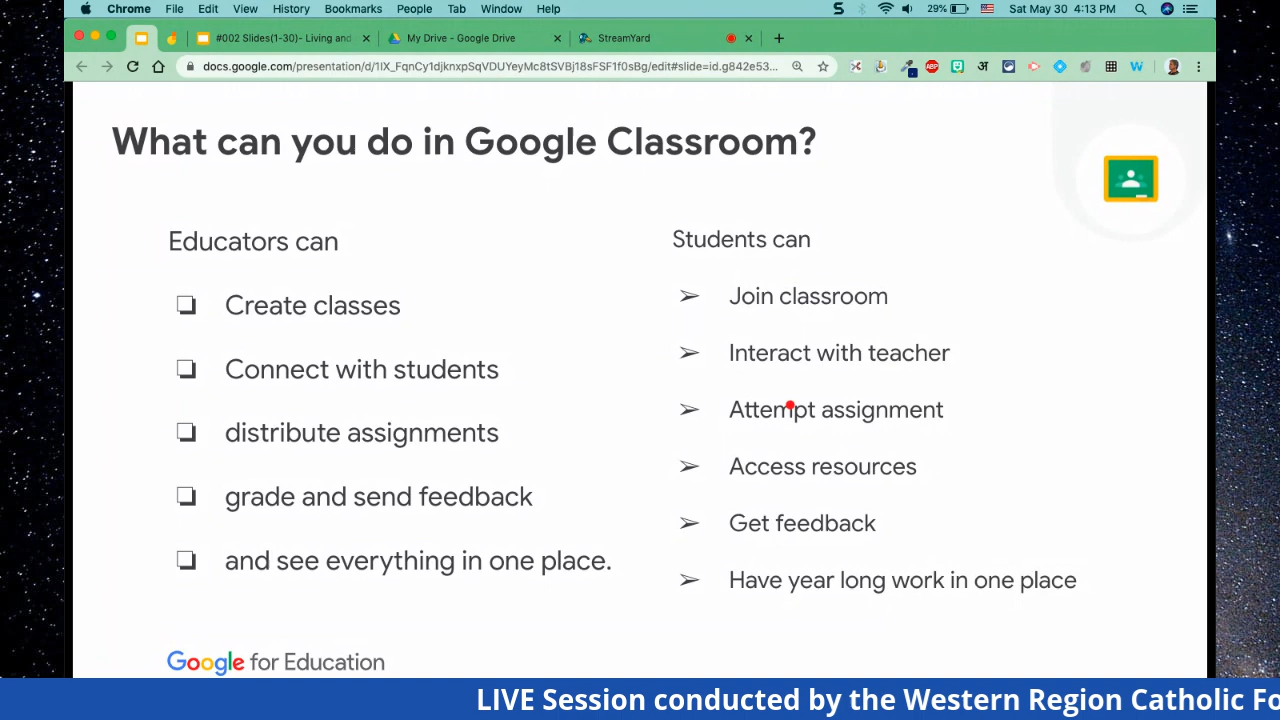 Chrome File Edit View History Bookmarks People Tab Window Help 29% Sat May 30 4:13 PM
#002 Slides(1-30)- Living and My Drive - Google Drive StreamYard
docs.google.com/presentation/d/1IX_FqnCy1djknxpSqVDUYeyMc8tSVBj18sFSF1f0sBg/edit#slide=id.g842e53...
What can you do in Google Classroom?
Educators can
❏ Create classes
❏ Connect with students
❏ distribute assignments
❏ grade and send feedback
❏ and see everything in one place.
Students can
➢ Join classroom
➢ Interact with teacher
➢ Attempt assignment
➢ Access resources
➢ Get feedback
➢ Have year long work in one place
Google for Education
LIVE Session conducted by the Western Region Catholic Fo